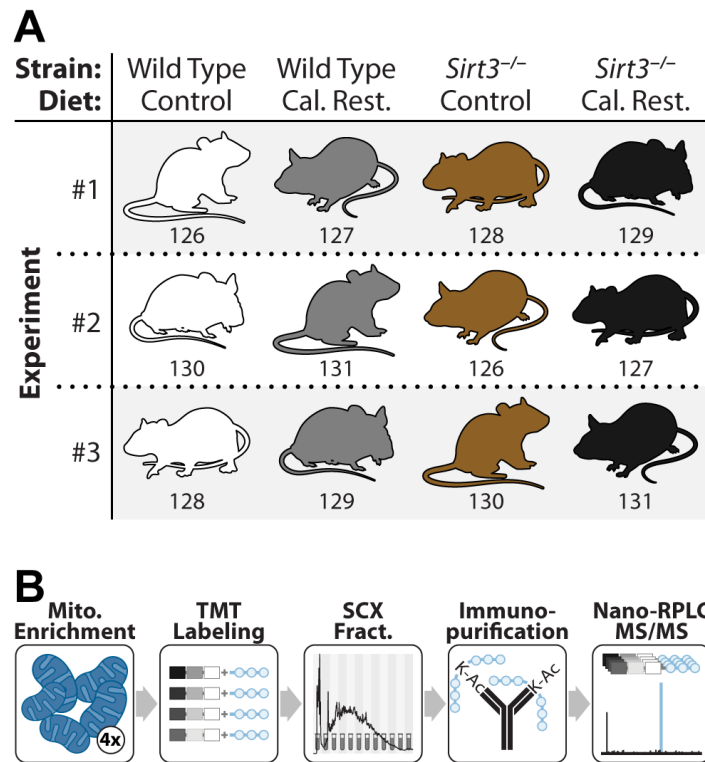 A
Strain: Wild Type Wild Type Sirt3–/– Sirt3–/–
Diet: Control Cal. Rest. Control Cal. Rest.
Experiment
#1
126 127 128 129
#2
130 131 126 127
#3
128 129 130 131
B
Mito. TMT SCX Immuno- Nano-RPLC
Enrichment Labeling Fract. purification MS/MS
4x
+
+
+
+
K-Ac K-Ac